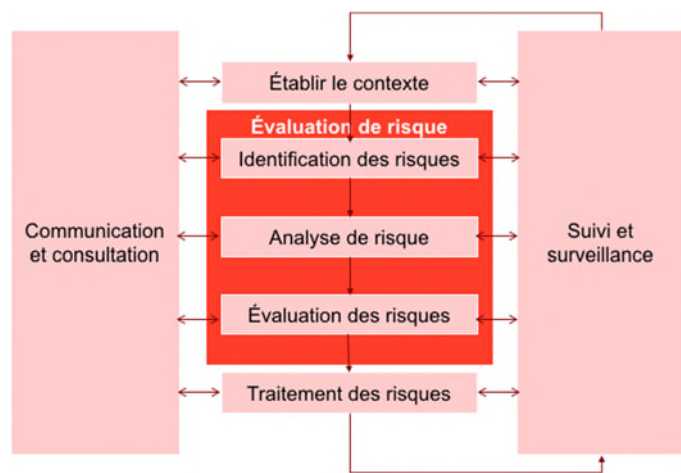 Établir le contexte
Évaluation de risque
Identification des risques
Communication
et consultation
Analyse de risque
Suivi et
surveillance
Évaluation des risques
Traitement des risques